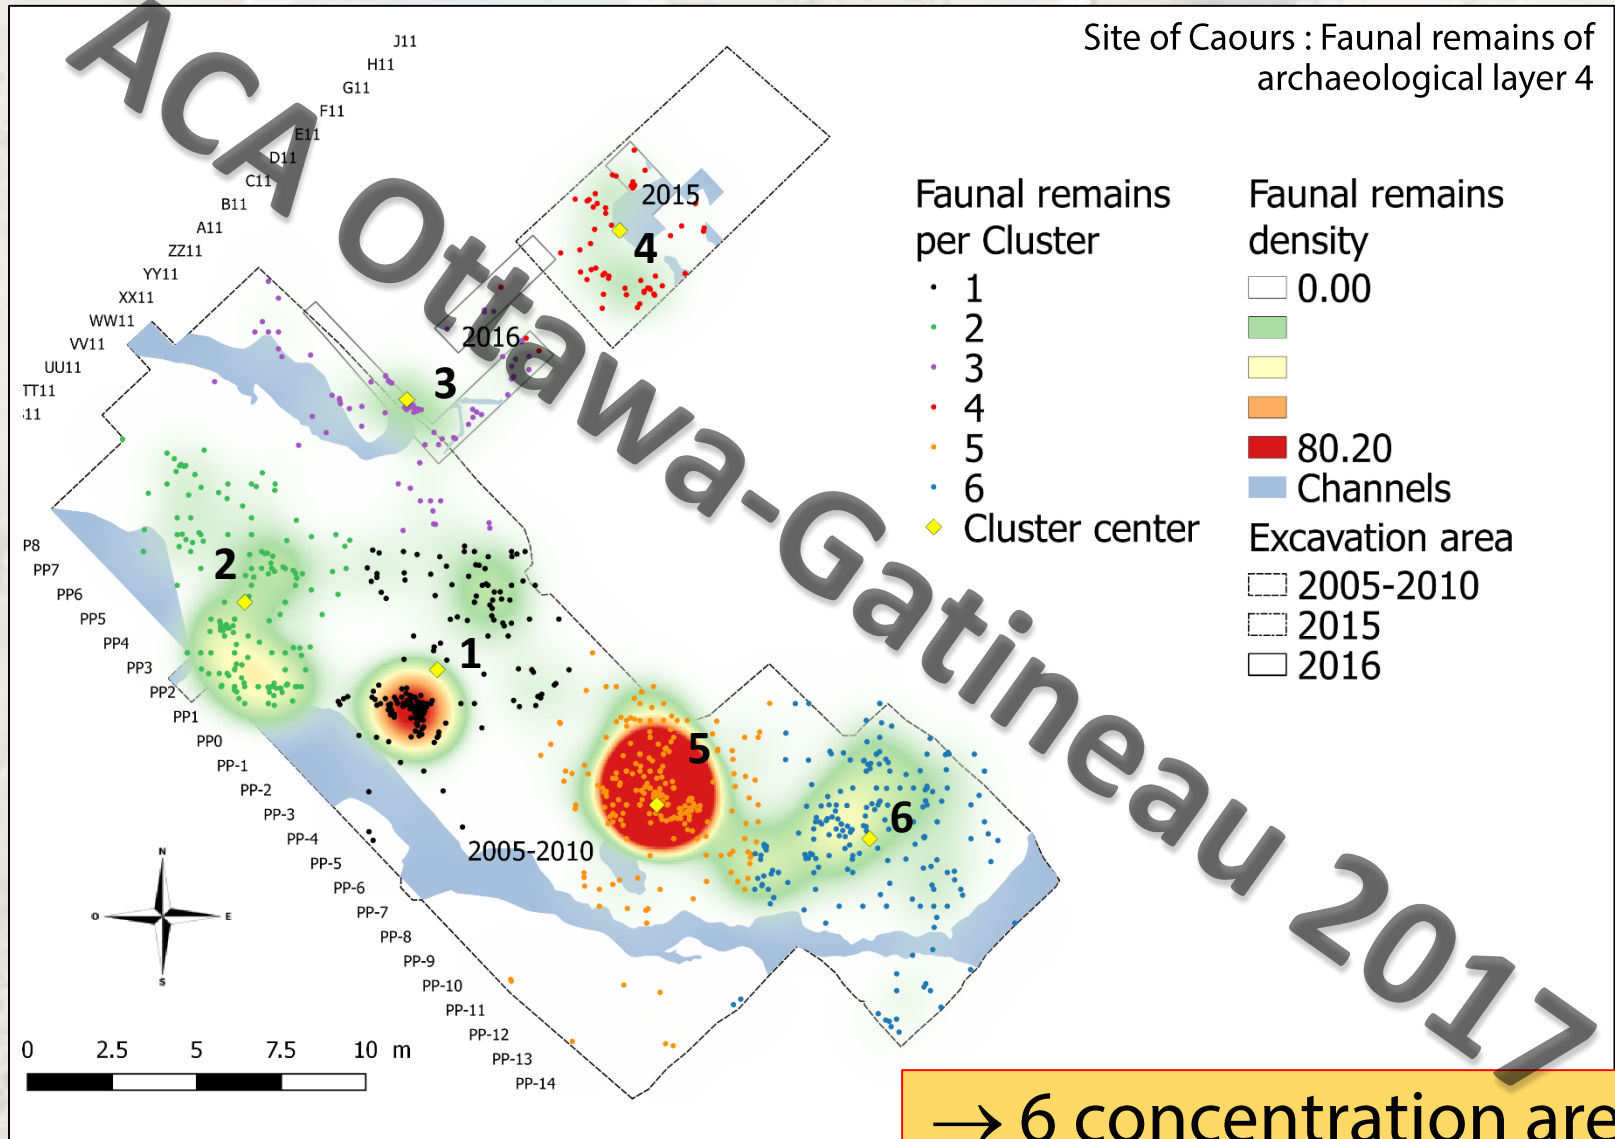 Site of Caours : Faunal remains of
archaeological layer 4
J11
H11
G11
F11
E11
D11
C11
B11
A11
ZZ11
YY11
XX11
WW11
VV11
UU11
TT11
11
ACA Ottawa-Gatineau 2017
2015
4
2016
3
2
1
5
6
2005-2010
Faunal remains
per Cluster
1
2
3
4
5
6
Cluster center
Faunal remains
density
0.00
80.20
Channels
Excavation area
2005-2010
2015
2016
P8
PP7
PP6
PP5
PP4
PP3
PP2
PP1
PP0
PP-1
PP-2
PP-3
PP-4
PP-5
PP-6
PP-7
PP-8
PP-9
PP-10
PP-11
PP-12
PP-13
PP-14
N
O E
S
0 2.5 5 7.5 10 m
→ 6 concentration are